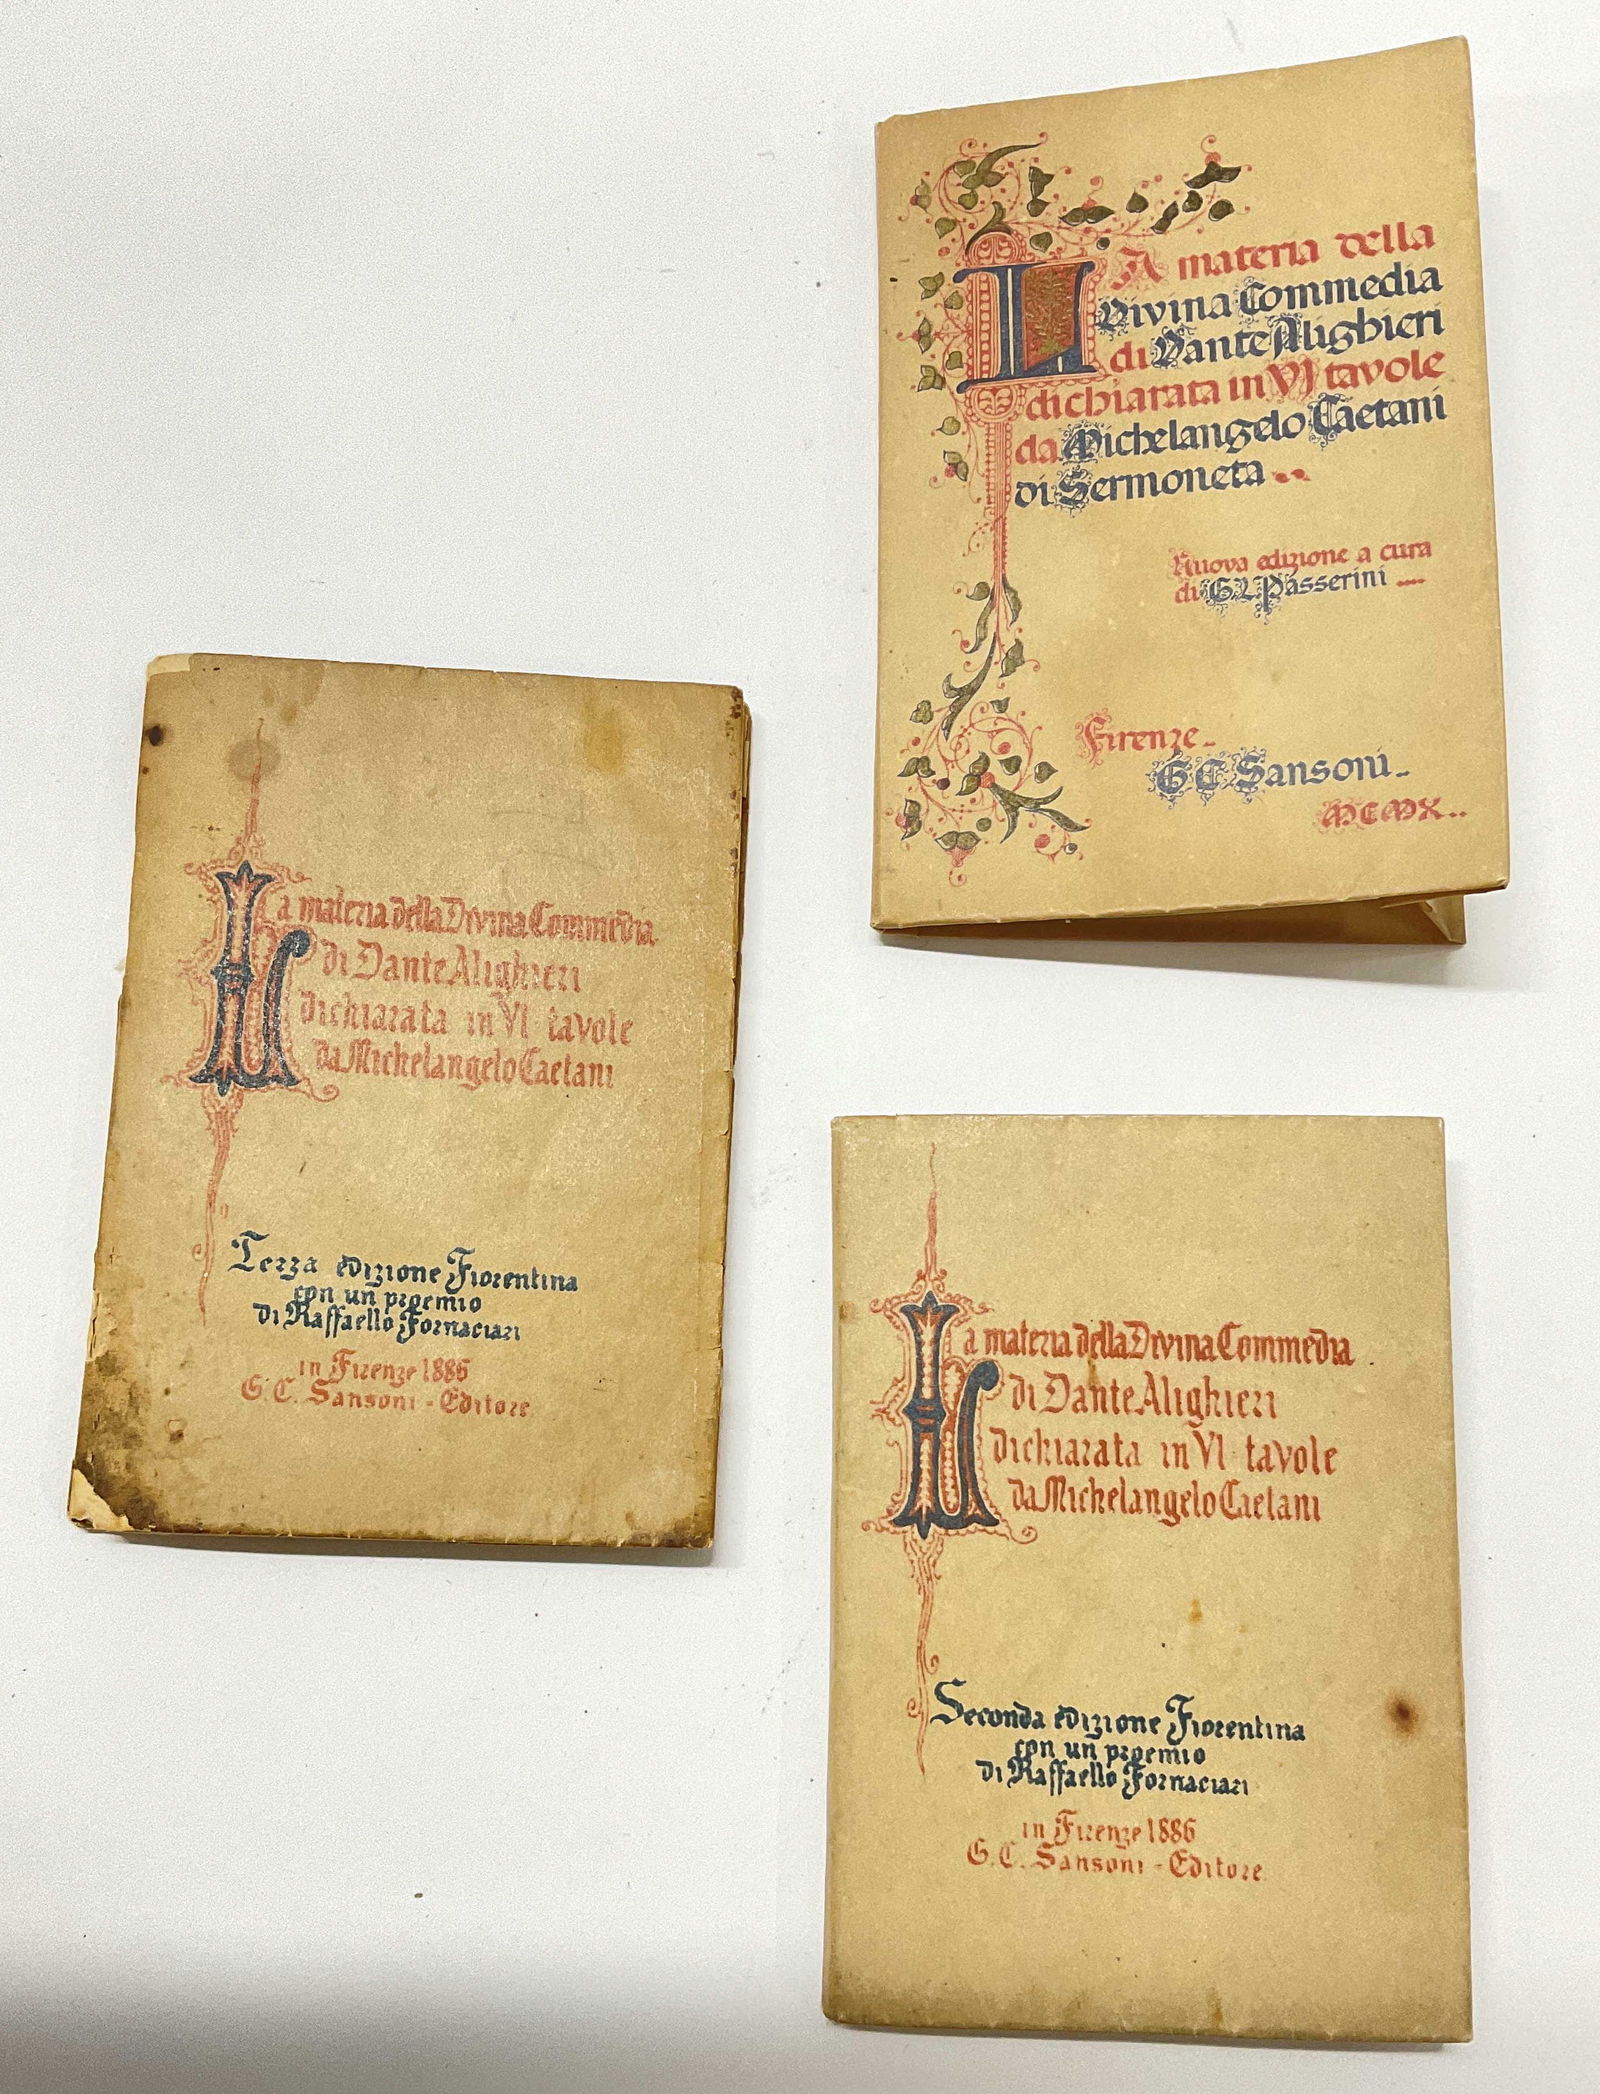 LA materia della
Divina Commedia
di Dante Alighieri
dichiarata in VI tavole
da Michelangelo Caetani
di Sermoneta
Nuova edizione a cura
di G L Passerini
Firenze
G C Sansoni
MCMX
La materia della Divina Commedia
di Dante Alighieri
dichiarata in VI tavole
da Michelangelo Caetani
Terza edizione Fiorentina
con un proemio
di Raffaello Fornaciari
in Firenze 1886
G. C. Sansoni - Editore
La materia della Divina Commedia
di Dante Alighieri
dichiarata in VI tavole
da Michelangelo Caetani
Seconda edizione Fiorentina
con un proemio
di Raffaello Fornaciari
in Firenze 1886
G. C. Sansoni - Editore